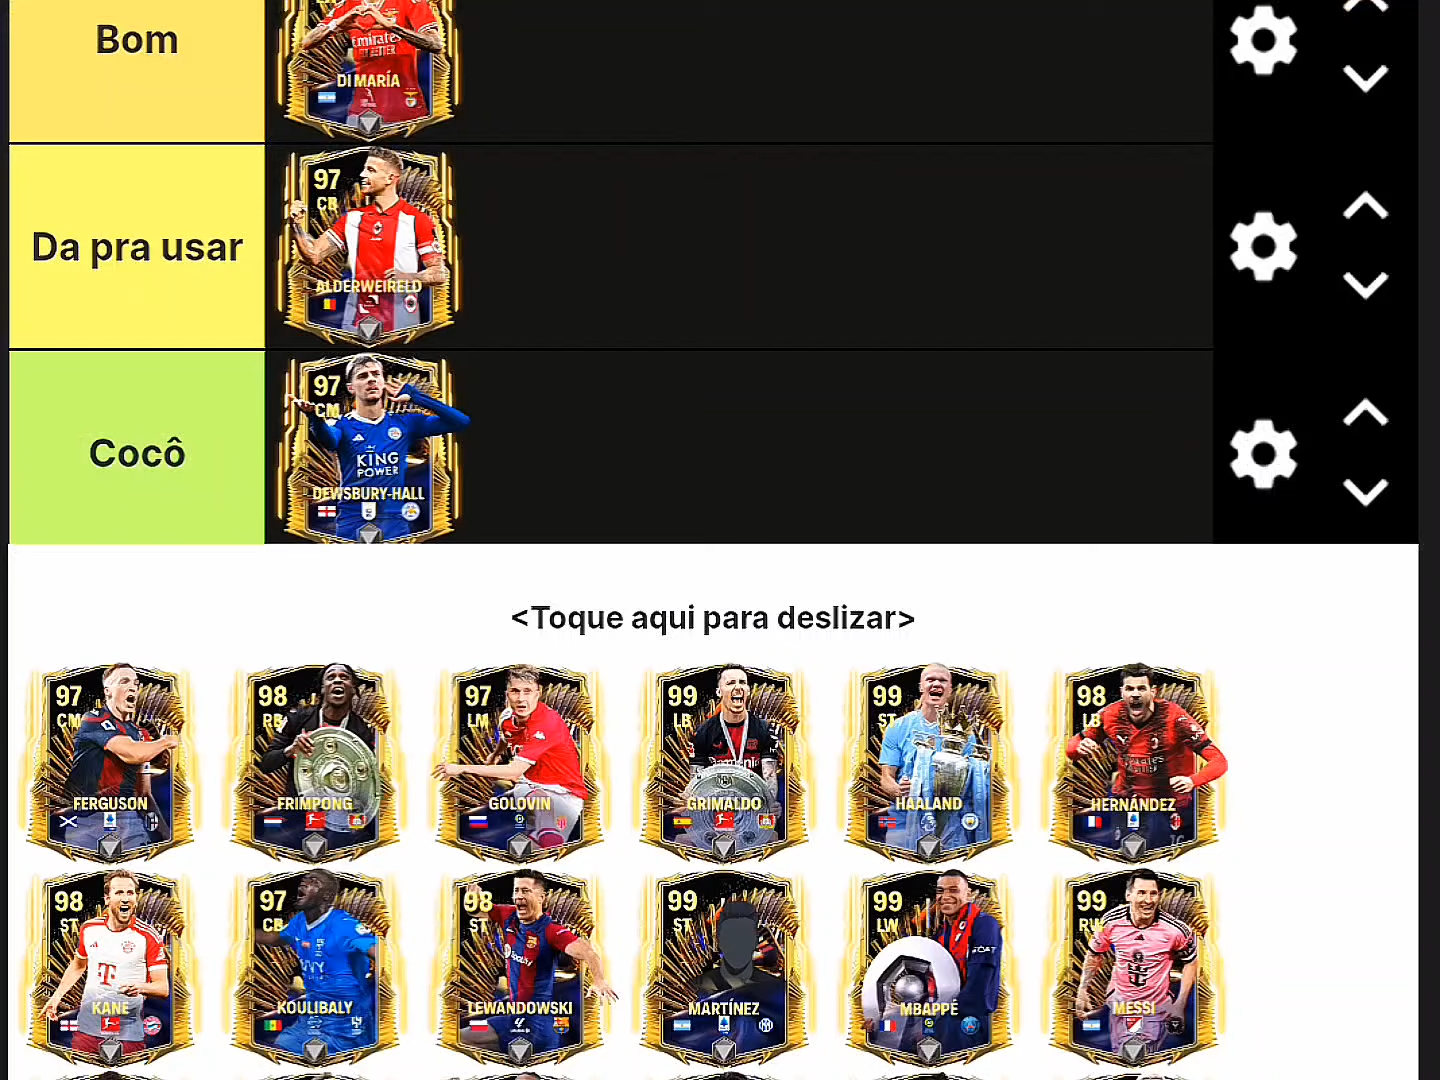 Bom
Emirates
DI MARÍA
97
CB
Da pra usar
ALDERWEIRELD
97
CM
Cocô
KING
POWER
DEWSBURY-HALL
<Toque aqui para deslizar>
97
CM
FERGUSON
98
RB
FRIMPONG
97
LM
GOLOVIN
99
LB
GRIMALDO
99
ST
HAALAND
98
LB
HERNÁNDEZ
98
ST
KANE
97
CB
KOULIBALY
98
ST
LEWANDOWSKI
99
ST
MARTÍNEZ
99
LW
MBAPPÉ
99
RW
MESSI